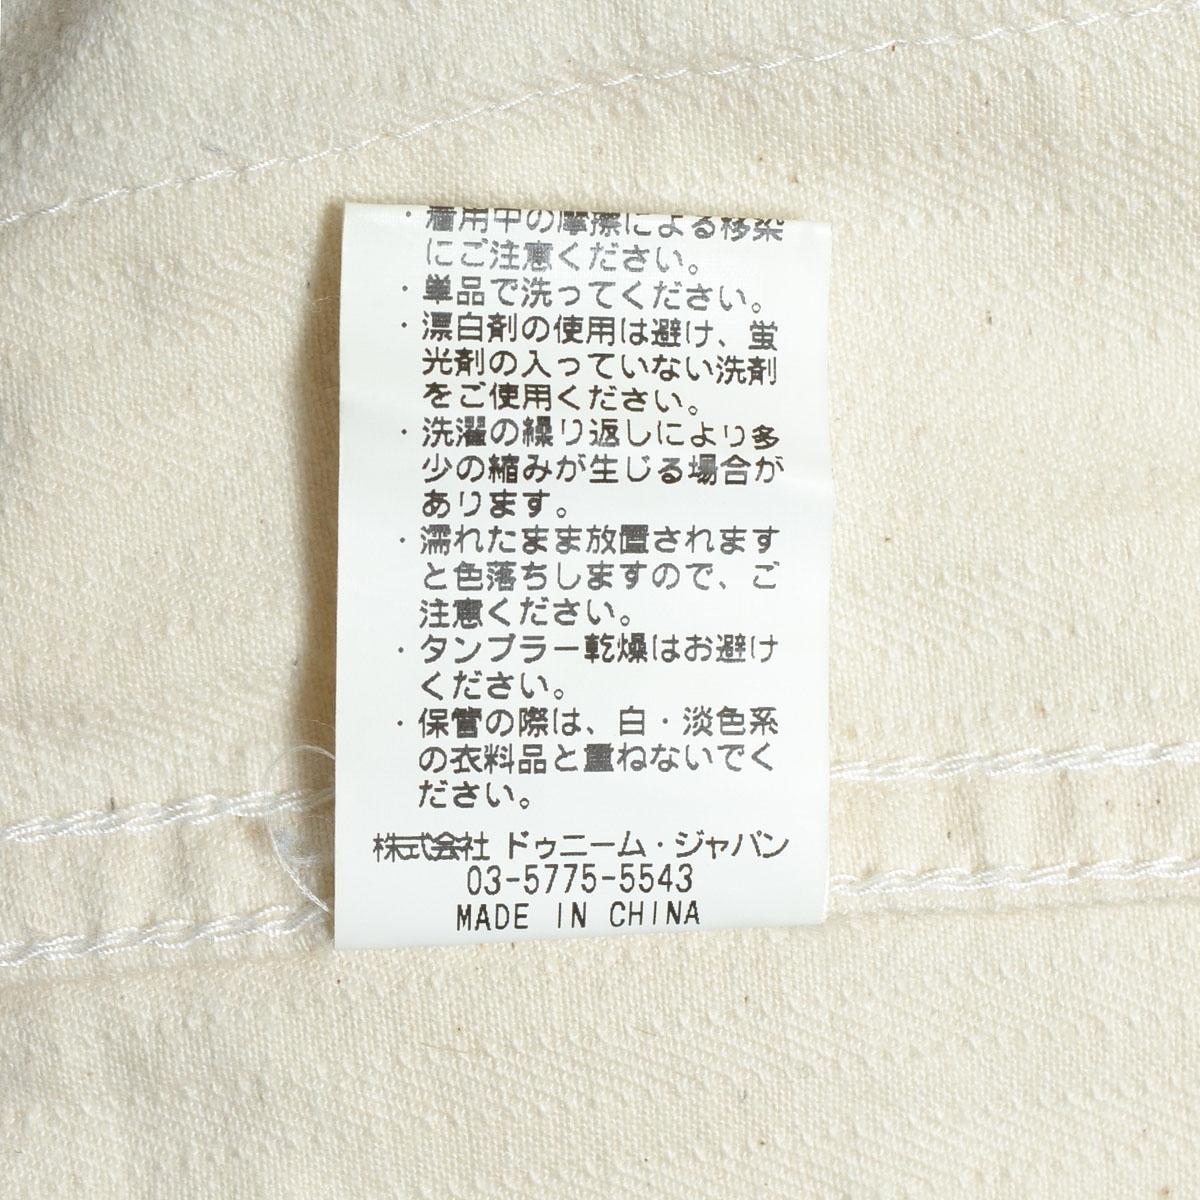 ・着用中の摩擦による移染
にご注意ください。
・単品で洗ってください。
・漂白剤の使用は避け、蛍
光剤の入っていない洗剤
をご使用ください。
・洗濯の繰り返しにより多
少の縮みが生じる場合が
あります。
・濡れたまま放置されます
と色落ちしますので、ご
注意ください。
・タンブラー乾燥はお避け
ください。
・保管の際は、白・淡色系
の衣料品と重ねないでく
ださい。
株式会社 ドゥニーム・ジャパン
03-5775-5543
MADE IN CHINA